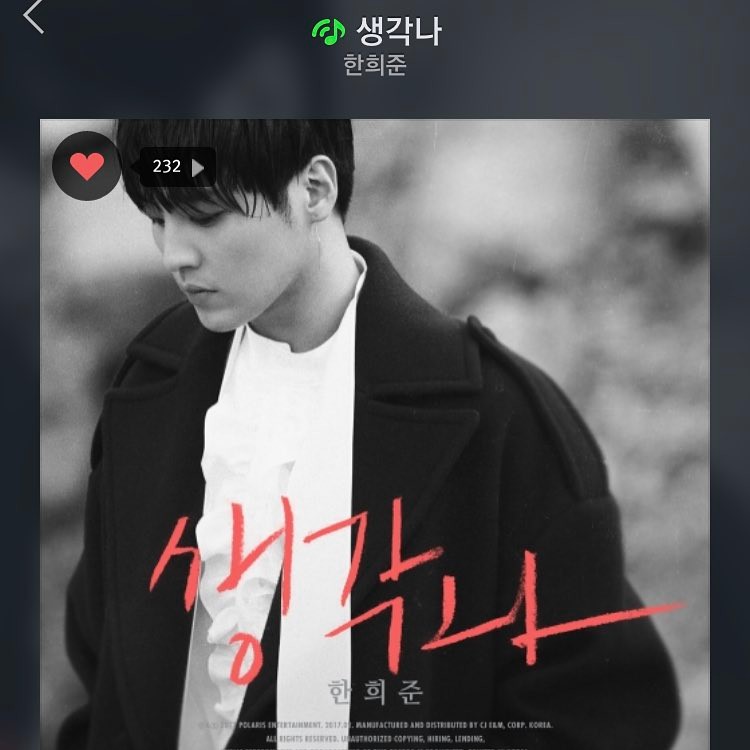 생각나
한희준
232
생각나
한희준
POLARIS ENTERTAINMENT. 2017.02. MANUFACTURED AND DISTRIBUTED BY CJ E&M, CORP. KOREA.
ALL RIGHTS RESERVED. UNAUTHORIZED COPYING, HIRING, LENDING,